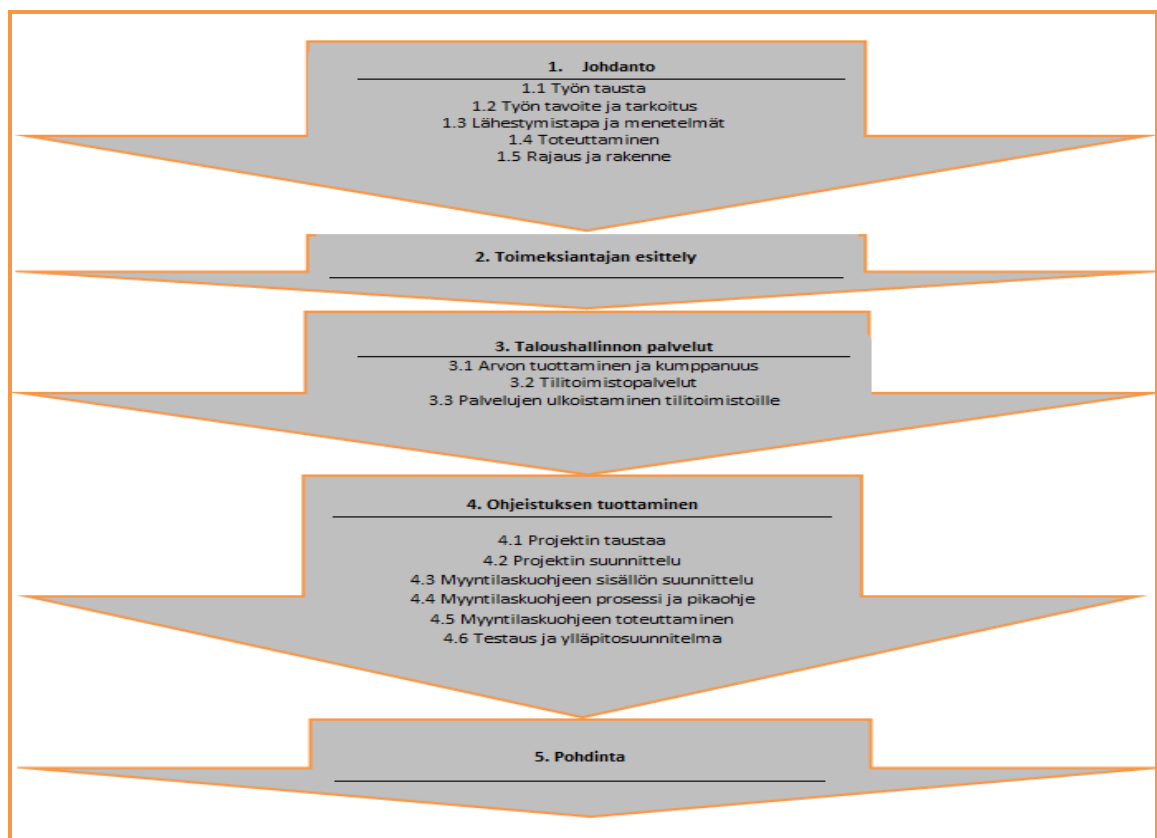 1. Johdanto
1.1 Työn tausta
1.2 Työn tavoite ja tarkoitus
1.3 Lähestymistapa ja menetelmät
1.4 Toteuttaminen
1.5 Rajaus ja rakenne
2. Toimeksiantajan esittely
3. Taloushallinnon palvelut
3.1 Arvon tuottaminen ja kumppanuus
3.2 Tilitoimistopalvelut
3.3 Palvelujen ulkoistaminen tilitoimistoille
4. Ohjeistuksen tuottaminen
4.1 Projektin taustaa
4.2 Projektin suunnittelu
4.3 Myyntilaskuohjeen sisällön suunnittelu
4.4 Myyntilaskuohjeen prosessi ja pikaohje
4.5 Myyntilaskuohjeen toteuttaminen
4.6 Testaus ja ylläpitosuunnitelma
5. Pohdinta